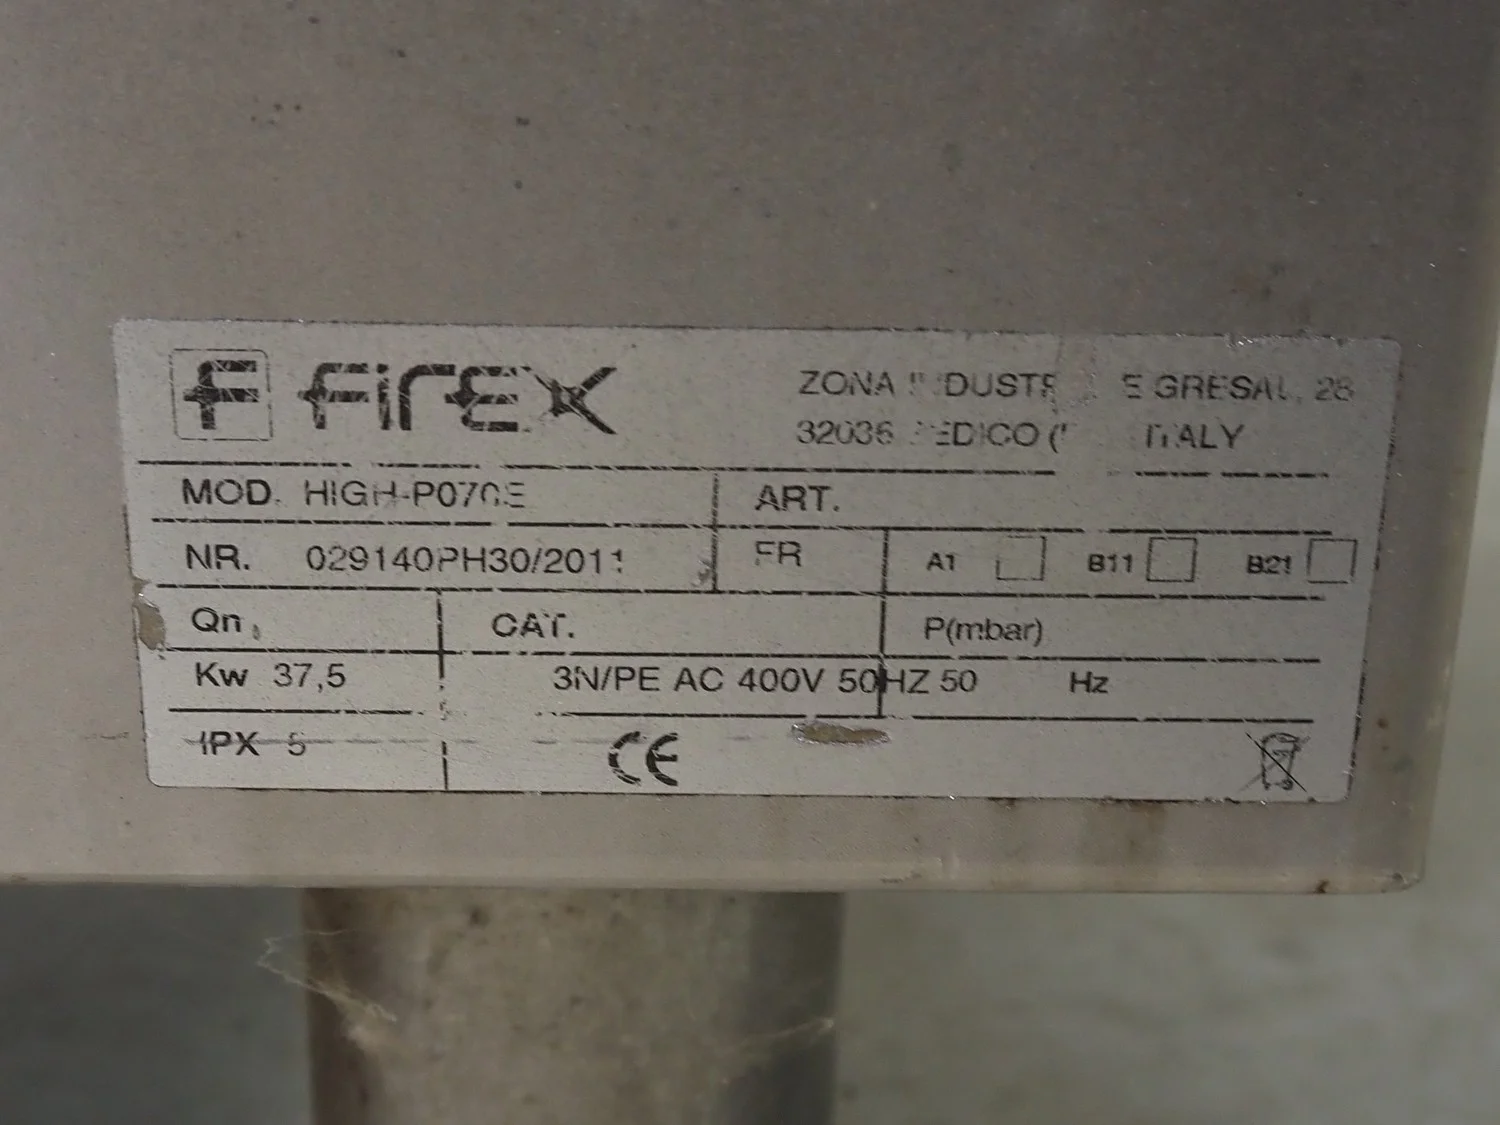 F FIREX
ZONA GRESAL, 28
32036 ITALY
MOD. HIGH-P070E
ART.
NR. 029140PH30/2011
FR A1 B11 B21
Qn
CAT.
P(mbar)
Kw 37,5
3N/PE AC 400V 50HZ 50 Hz
IPX 5
CE